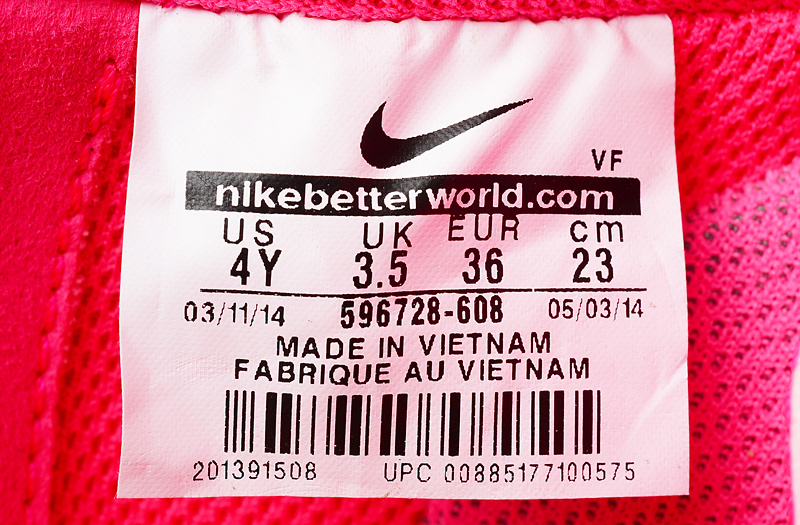 VF
nikebetterworld.com
US UK EUR cm
4Y 3.5 36 23
03/11/14 596728-608 05/03/14
MADE IN VIETNAM
FABRIQUE AU VIETNAM
201391508 UPC 00885177100575